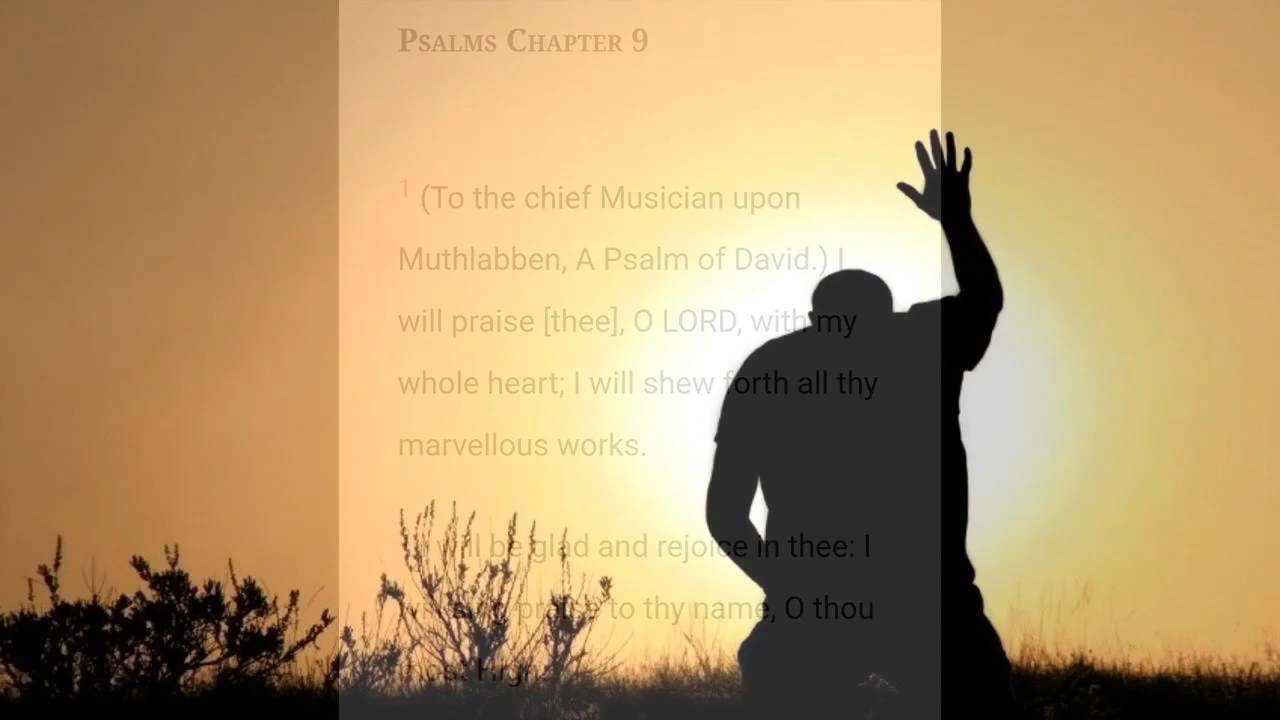 PSALMS CHAPTER 9
1 (To the chief Musician upon
Muthlabben, A Psalm of David.) I
will praise [thee], O LORD, with my
whole heart; I will shew forth all thy
marvellous works.
be glad and rejoice in thee: I
praise to thy name, O thou
High.